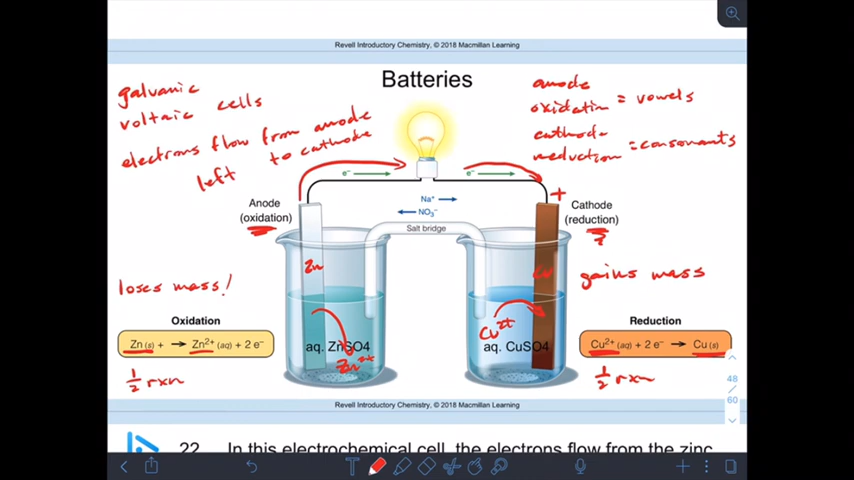 Revell Introductory Chemistry, © 2018 Macmillan Learning
Batteries
galvanic
voltaic cells
electrons flow from anode
left to cathode
anode
oxidation = vowels
cathode
reduction = consonants
e⁻
e⁻
Na⁺
NO₃⁻
Salt bridge
Anode
(oxidation)
+
Cathode
(reduction)
Zn
Cu
loses mass!
gains mass
Oxidation
Zn (s) + → Zn²⁺ (aq) + 2 e⁻
½ rxn
aq. ZnSO4
Zn²⁺
Cu²⁺
aq. CuSO4
Reduction
Cu²⁺ (aq) + 2 e⁻ → Cu (s)
½ rxn
48
/
60
Revell Introductory Chemistry, © 2018 Macmillan Learning
22 In this electrochemical cell, the electrons flow from the zinc